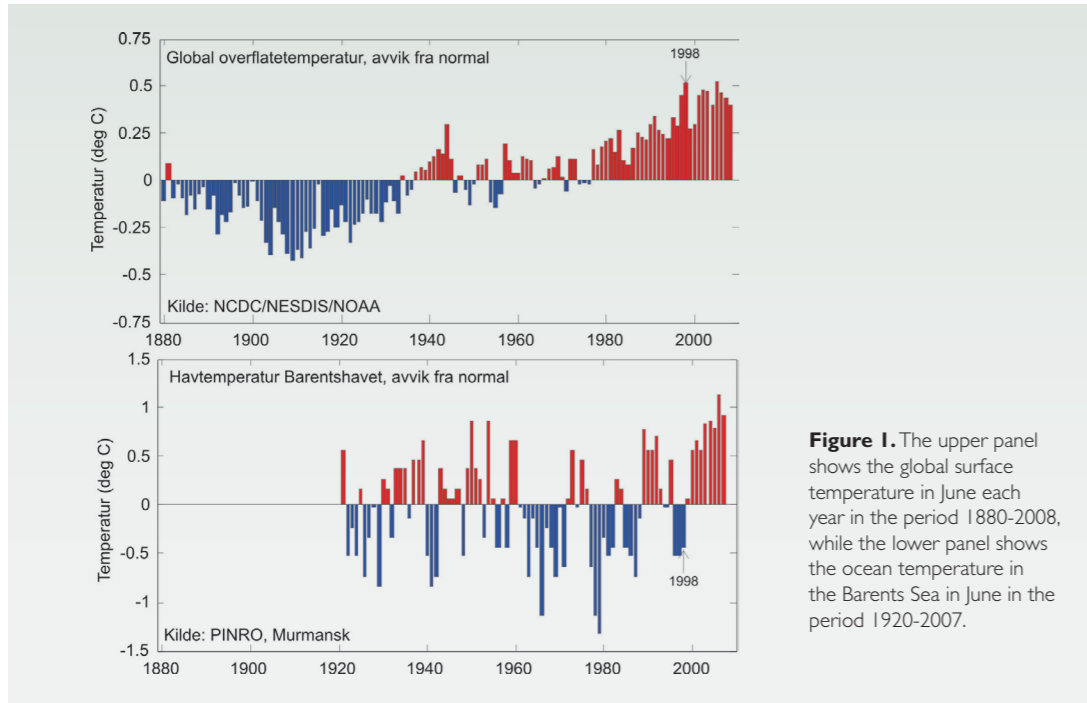 0.75
Global overflatetemperatur, avvik fra normal
1998
0.5
0.25
0
-0.25
-0.5
-0.75
Temperatur (deg C)
Kilde: NCDC/NESDIS/NOAA
1880 1900 1920 1940 1960 1980 2000
1.5
Havtemperatur Barentshavet, avvik fra normal
1
0.5
0
-0.5
-1
-1.5
Temperatur (deg C)
1998
Kilde: PINRO, Murmansk
1880 1900 1920 1940 1960 1980 2000
Figure 1. The upper panel
shows the global surface
temperature in June each
year in the period 1880-2008,
while the lower panel shows
the ocean temperature in
the Barents Sea in June in the
period 1920-2007.